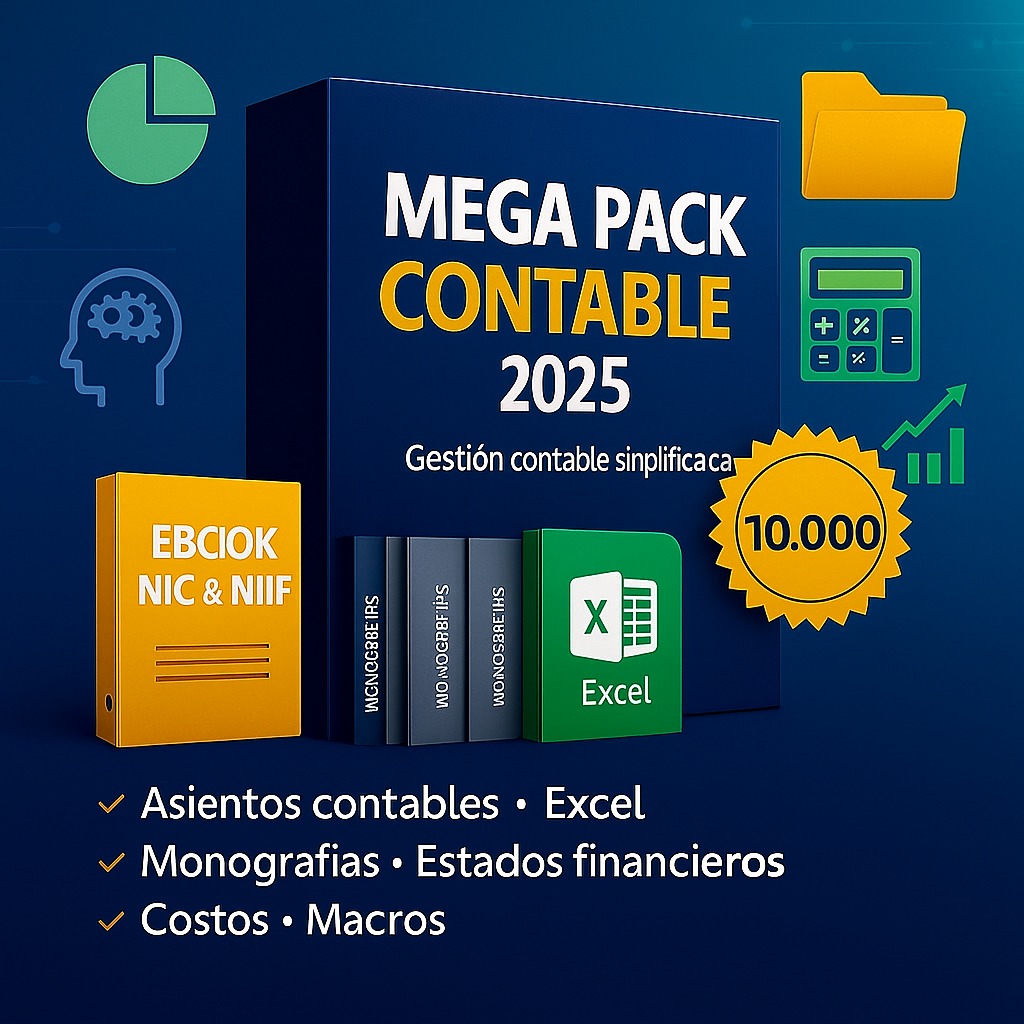 MEGA PACK
CONTABLE
2025
Gestión contable sinplificaca
10.000
EBCIOK
NIC & NIIF
X
Excel
Asientos contables • Excel
Monografias • Estados financieros
Costos • Macros